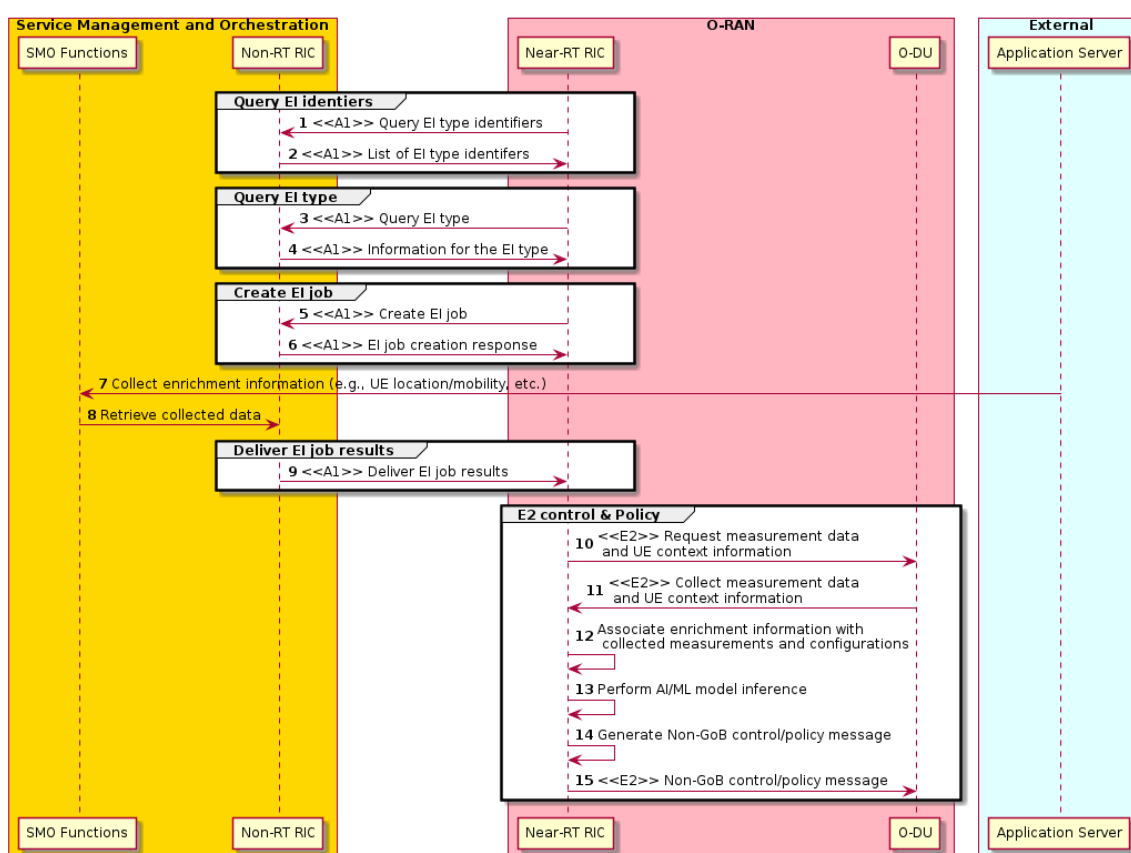 Service Management and Orchestration
O-RAN
External
SMO Functions
Non-RT RIC
Near-RT RIC
O-DU
Application Server
Query EI identiers
1 <<A1>> Query EI type identifiers
2 <<A1>> List of EI type identifers
Query EI type
3 <<A1>> Query EI type
4 <<A1>> Information for the EI type
Create EI job
5 <<A1>> Create EI job
6 <<A1>> EI job creation response
7 Collect enrichment information (e.g., UE location/mobility, etc.)
8 Retrieve collected data
Deliver EI job results
9 <<A1>> Deliver EI job results
E2 control & Policy
10 <<E2>> Request measurement data
and UE context information
11 <<E2>> Collect measurement data
and UE context information
12 Associate enrichment information with
collected measurements and configurations
13 Perform AI/ML model inference
14 Generate Non-GoB control/policy message
15 <<E2>> Non-GoB control/policy message
SMO Functions
Non-RT RIC
Near-RT RIC
O-DU
Application Server